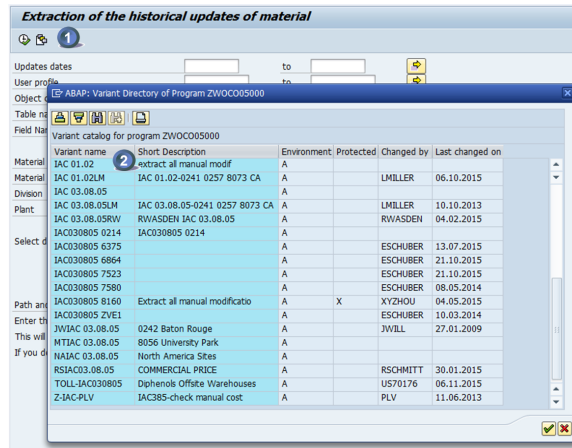 Extraction of the historical updates of material
1
Updates dates to
User profile to
Object
Table na
Field Nar
Material
Material
Division
Plant
Select d
Path and
Enter th
This will
If you d
ABAP: Variant Directory of Program ZWOCO05000
Variant catalog for program ZWOCO05000
Variant name Short Description Environment Protected Changed by Last changed on
2
IAC 01.02 extract all manual modif A
IAC 01.02LM IAC 01.02-0241 0257 8073 CA A LMILLER 06.10.2015
IAC 03.08.05 A
IAC 03.08.05LM IAC 03.08.05-0241 0257 8073 CA A LMILLER 10.10.2013
IAC 03.08.05RW RWASDEN IAC 03.08.05 A RWASDEN 04.02.2015
IAC030805 0214 IAC030805 0214 A
IAC030805 6375 A ESCHUBER 13.07.2015
IAC030805 6864 A ESCHUBER 21.10.2015
IAC030805 7523 A ESCHUBER 21.10.2015
IAC030805 7580 A ESCHUBER 08.05.2014
IAC030805 8160 Extract all manual modificatio A X XYZHOU 04.05.2015
IAC030805 ZVE1 A ESCHUBER 10.03.2014
JWIAC 03.08.05 0242 Baton Rouge A JWILL 27.01.2009
MTIAC 03.08.05 8056 University Park A
NAIAC 03.08.05 North America Sites A
RSIAC03.08.05 COMMERCIAL PRICE A RSCHMITT 30.01.2015
TOLL-IAC030805 Diphenols Offsite Warehouses A US70176 06.11.2015
Z-IAC-PLV IAC385-check manual cost A PLV 11.06.2013